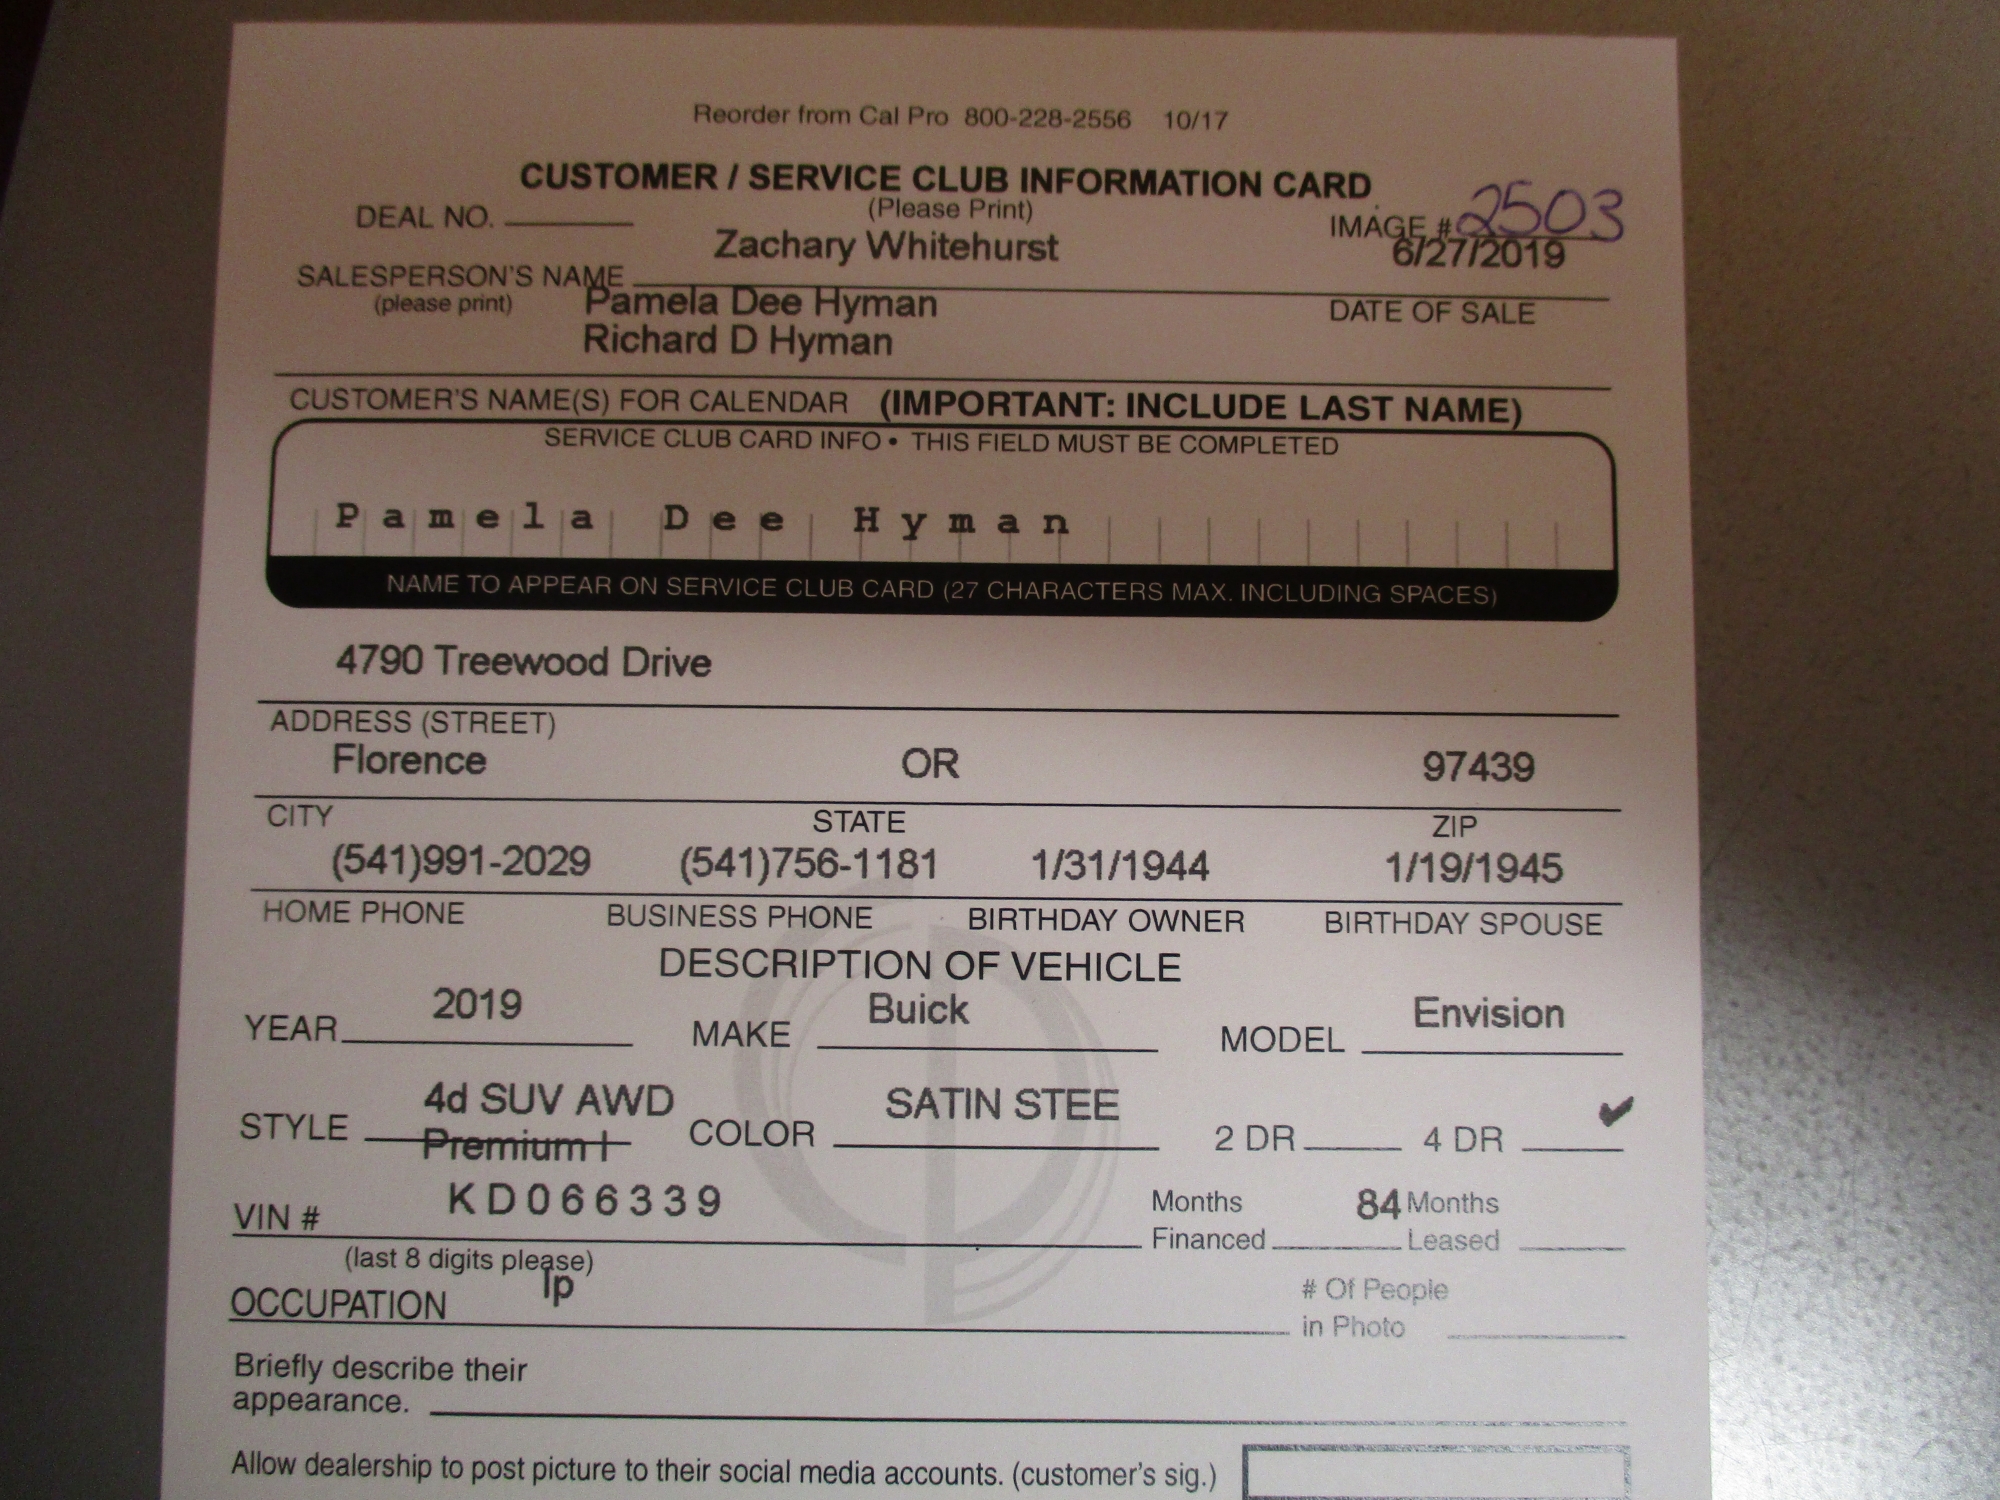 Reorder from Cal Pro 800-228-2556 10/17
CUSTOMER / SERVICE CLUB INFORMATION CARD
(Please Print)
DEAL NO.
IMAGE # 2503
Zachary Whitehurst
6/27/2019
SALESPERSON'S NAME
(please print)
DATE OF SALE
Pamela Dee Hyman
Richard D Hyman
CUSTOMER'S NAME(S) FOR CALENDAR (IMPORTANT: INCLUDE LAST NAME)
SERVICE CLUB CARD INFO • THIS FIELD MUST BE COMPLETED
Pamela Dee Hyman
NAME TO APPEAR ON SERVICE CLUB CARD (27 CHARACTERS MAX. INCLUDING SPACES)
4790 Treewood Drive
ADDRESS (STREET)
Florence OR 97439
CITY STATE ZIP
(541)991-2029 (541)756-1181 1/31/1944 1/19/1945
HOME PHONE BUSINESS PHONE BIRTHDAY OWNER BIRTHDAY SPOUSE
DESCRIPTION OF VEHICLE
YEAR 2019 MAKE Buick MODEL Envision
STYLE 4d SUV AWD COLOR SATIN STEE 2 DR 4 DR ✔
Premium I
VIN # KD066339
Months Financed 84 Months Leased
(last 8 digits please)
OCCUPATION Ip
# Of People
in Photo
Briefly describe their
appearance.
Allow dealership to post picture to their social media accounts. (customer's sig.)